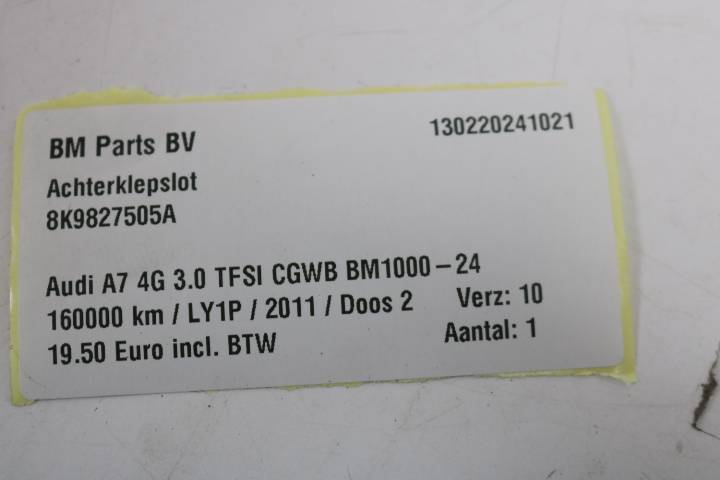 BM Parts BV 130220241021
Achterklepslot
8K9827505A
Audi A7 4G 3.0 TFSI CGWB BM1000-24
160000 km / LY1P / 2011 / Doos 2 Verz: 10
19.50 Euro incl. BTW Aantal: 1